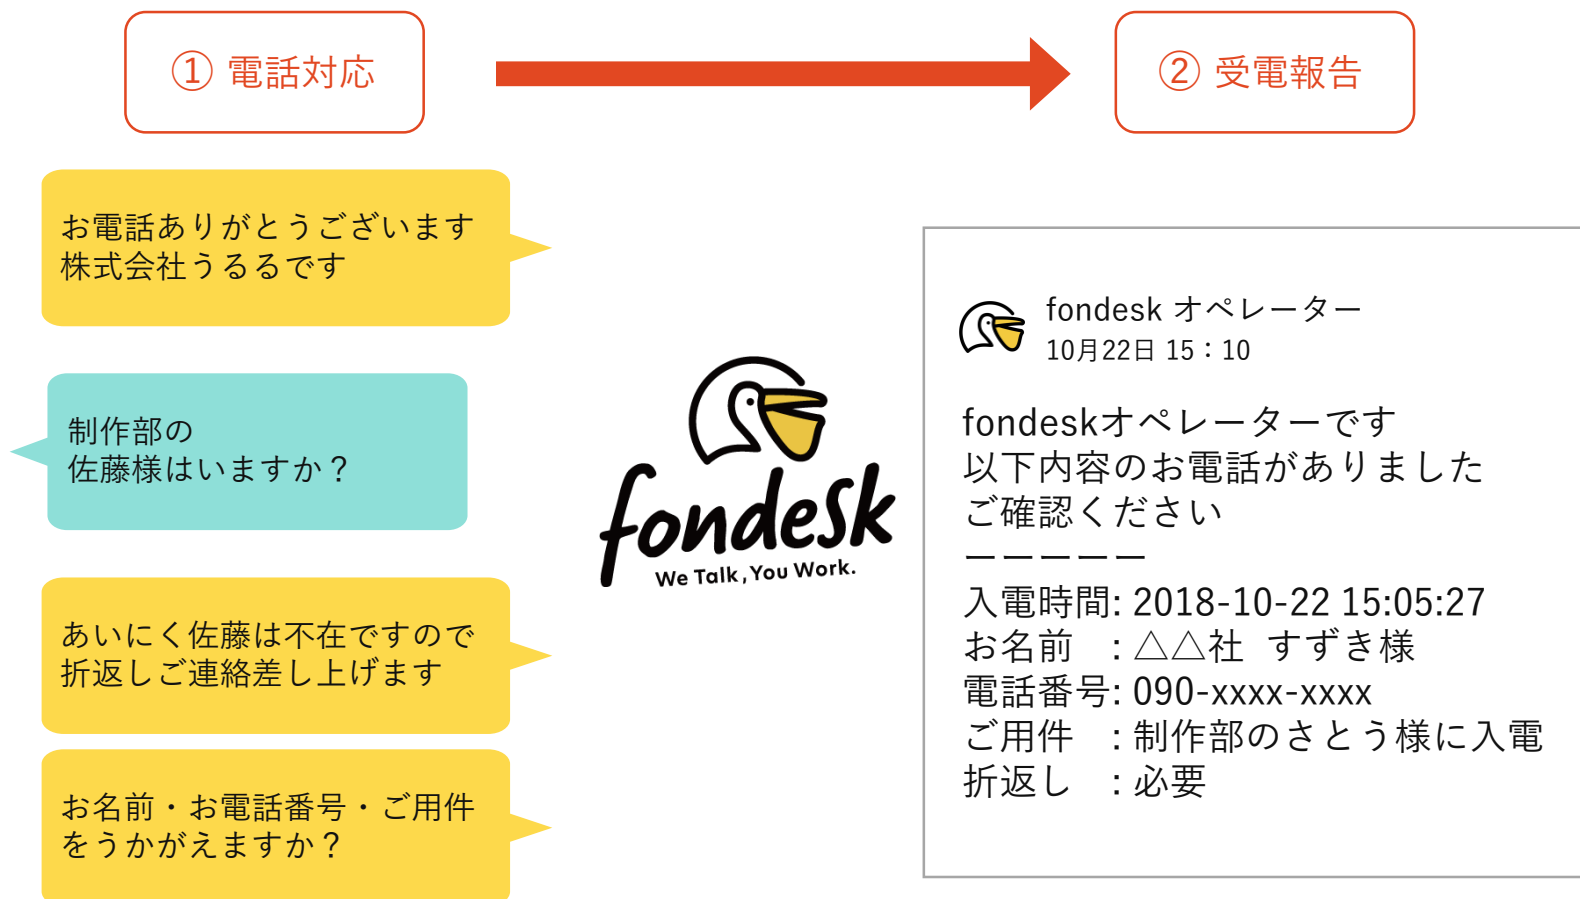 ① 電話対応
② 受電報告
お電話ありがとうございます
株式会社うるるです
制作部の
佐藤様はいますか？
あいにく佐藤は不在ですので
折返しご連絡差し上げます
お名前・お電話番号・ご用件
をうかがえますか？
fondesk
We Talk, You Work.
fondesk オペレーター
10月22日 15：10
fondeskオペレーターです
以下内容のお電話がありました
ご確認ください
ーーーーー
入電時間: 2018-10-22 15:05:27
お名前　: △△社 すずき様
電話番号: 090-xxxx-xxxx
ご用件　: 制作部のさとう様に入電
折返し　: 必要